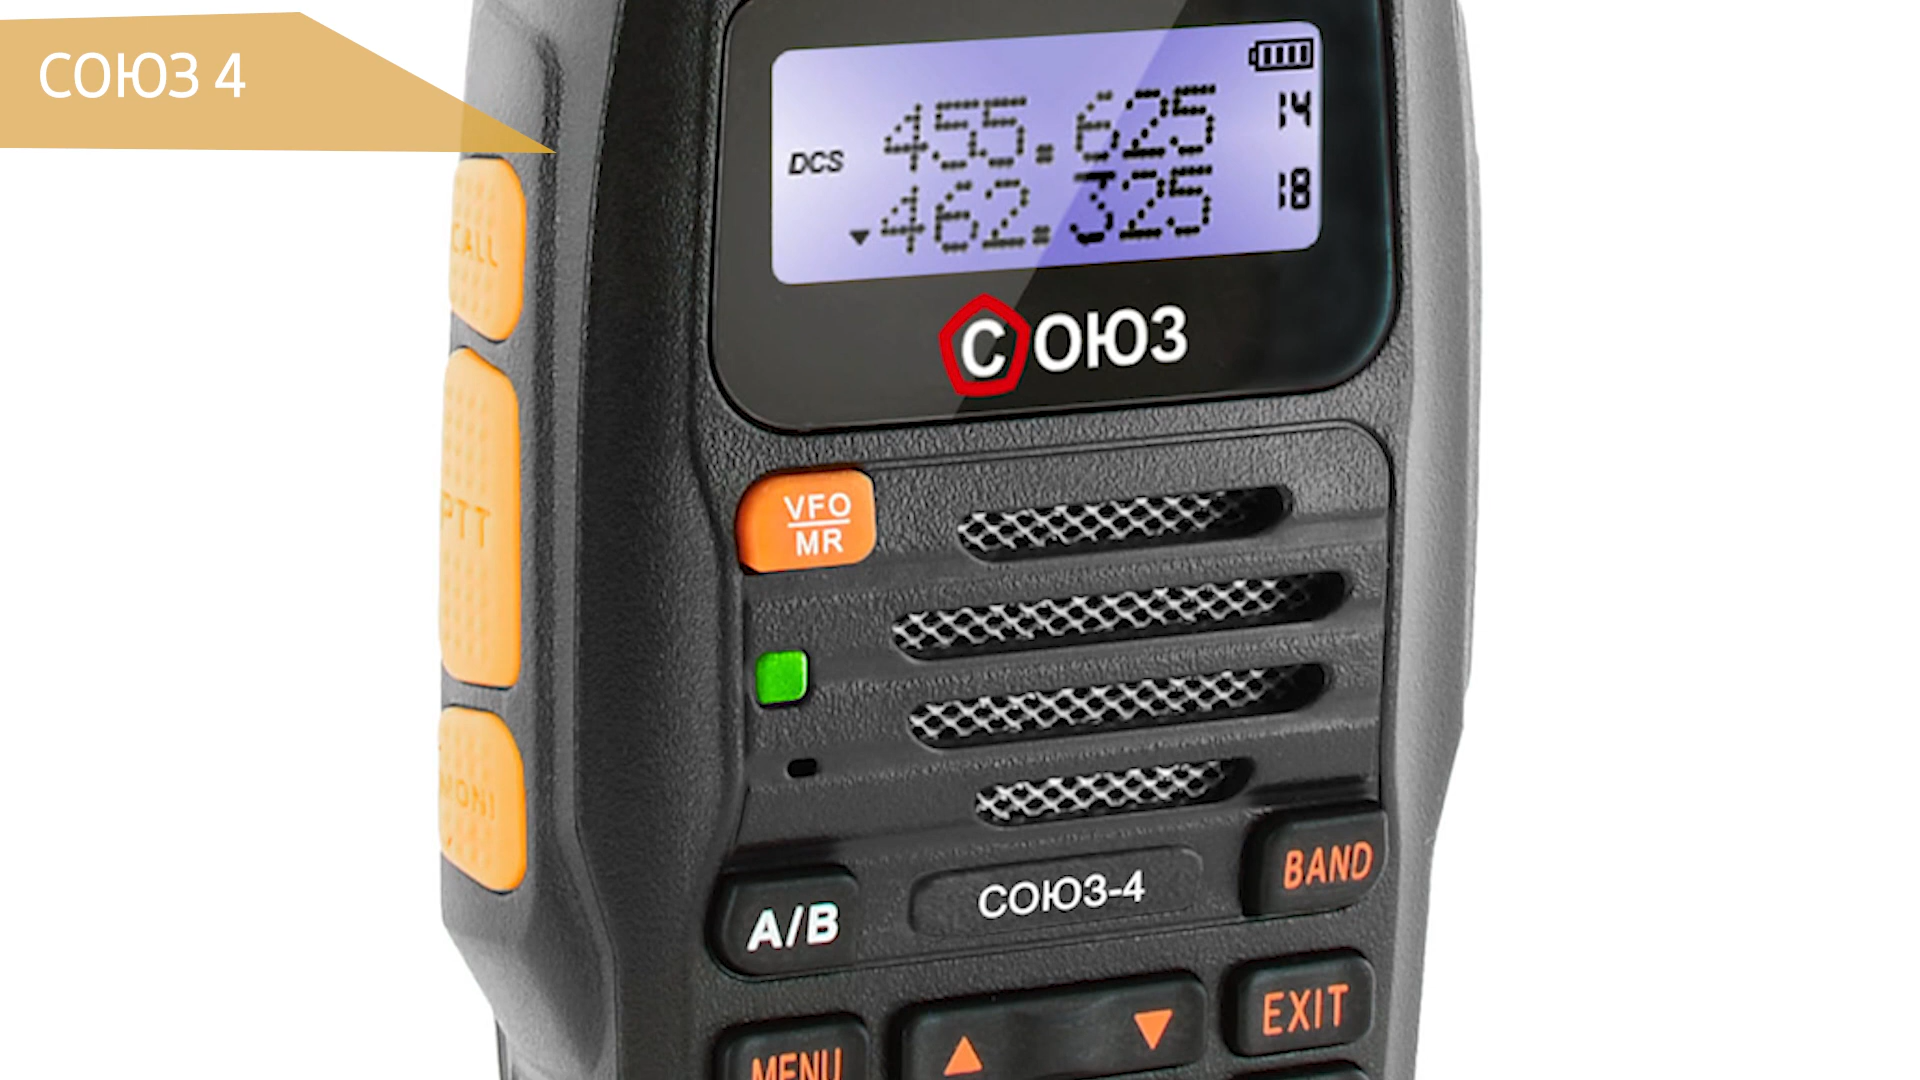 СОЮЗ 4
455.625
14
DCS
462.325
18
СОЮЗ
CALL
VFO
MR
PTT
MONI
BAND
СОЮЗ-4
A/B
EXIT
MENU